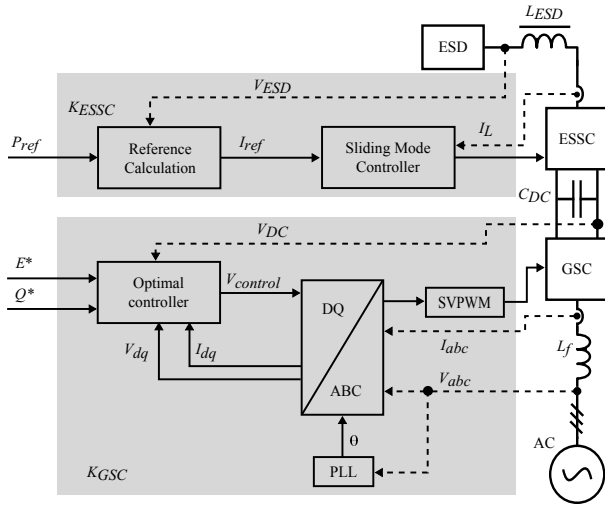 L_ESD
ESD
V_ESD
K_ESSC
I_L
P_ref
Reference
Calculation
I_ref
Sliding Mode
Controller
ESSC
C_DC
V_DC
E*
Q*
Optimal
controller
V_control
DQ
ABC
SVPWM
GSC
V_dq
I_dq
I_abc
L_f
V_abc
θ
PLL
AC
K_GSC